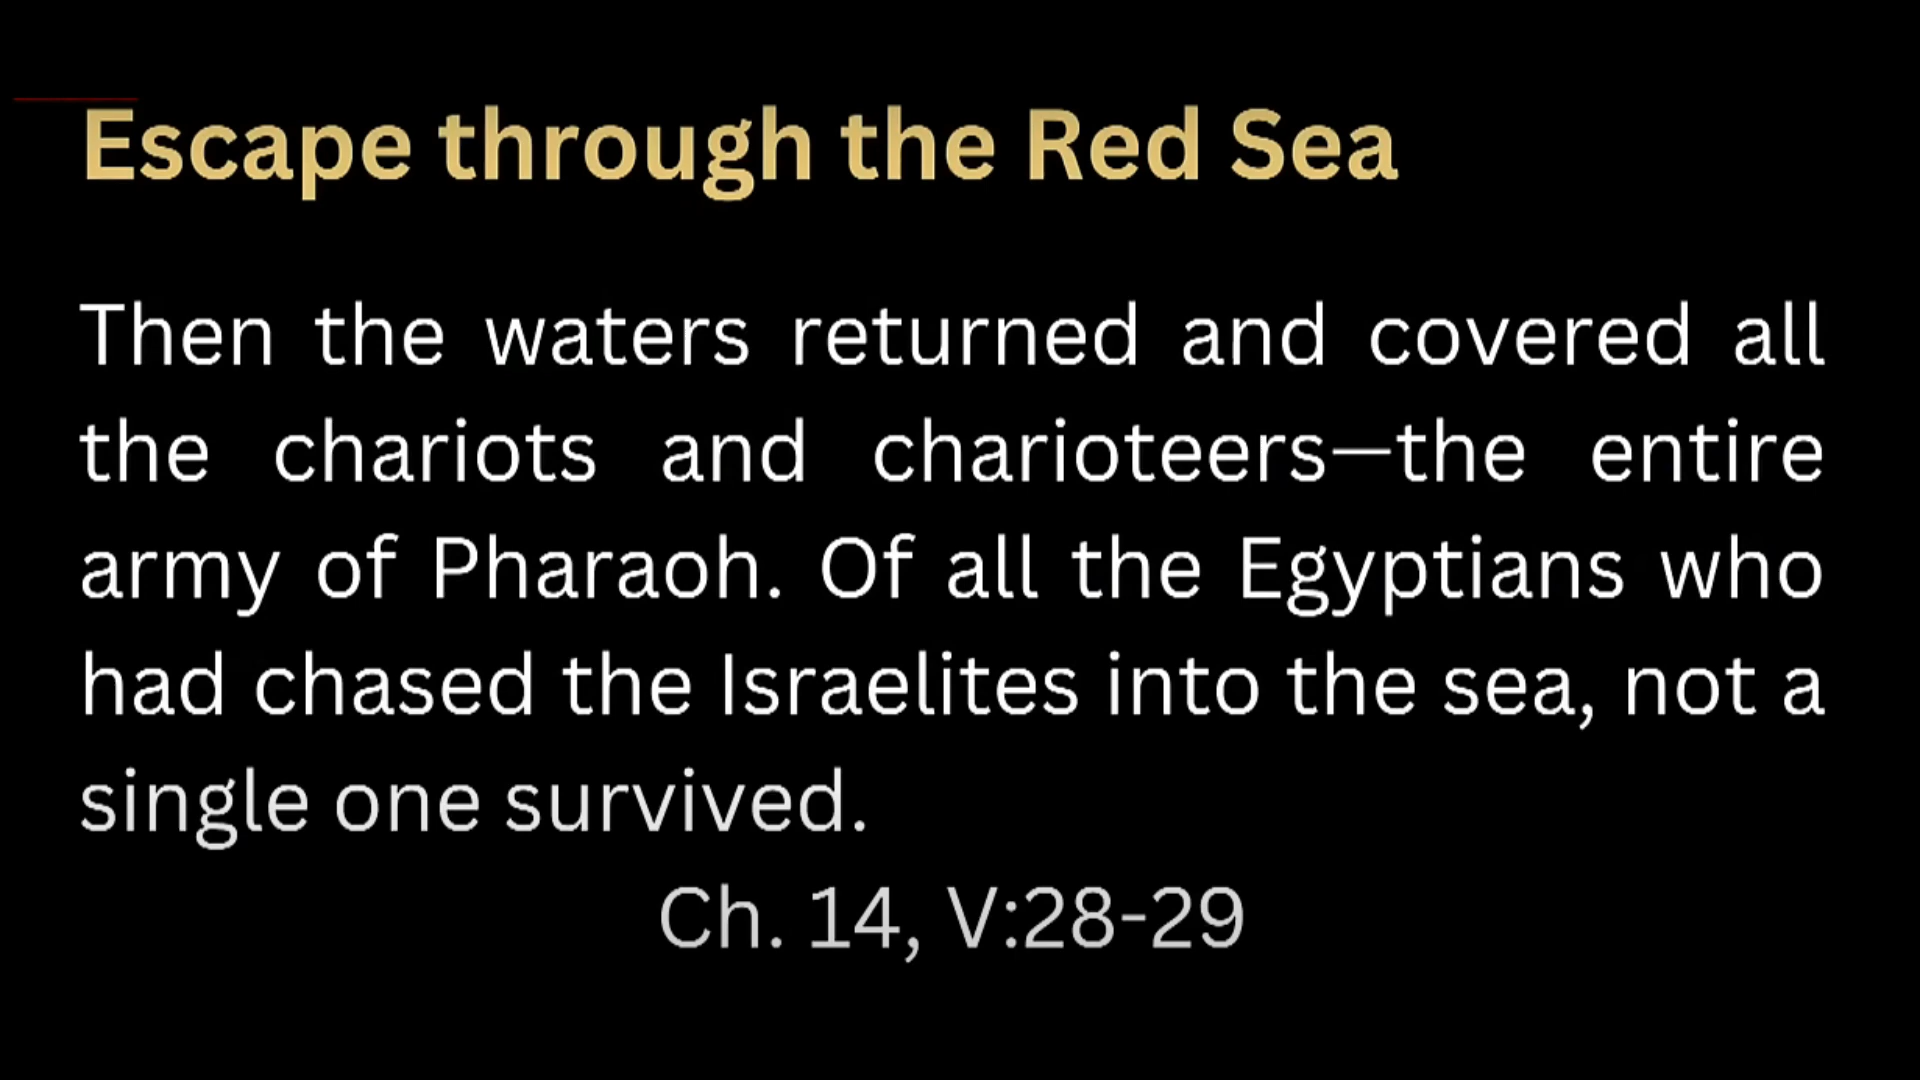 Escape through the Red Sea
Then the waters returned and covered all
the chariots and charioteers—the entire
army of Pharaoh. Of all the Egyptians who
had chased the Israelites into the sea, not a
single one survived.
Ch. 14, V:28-29